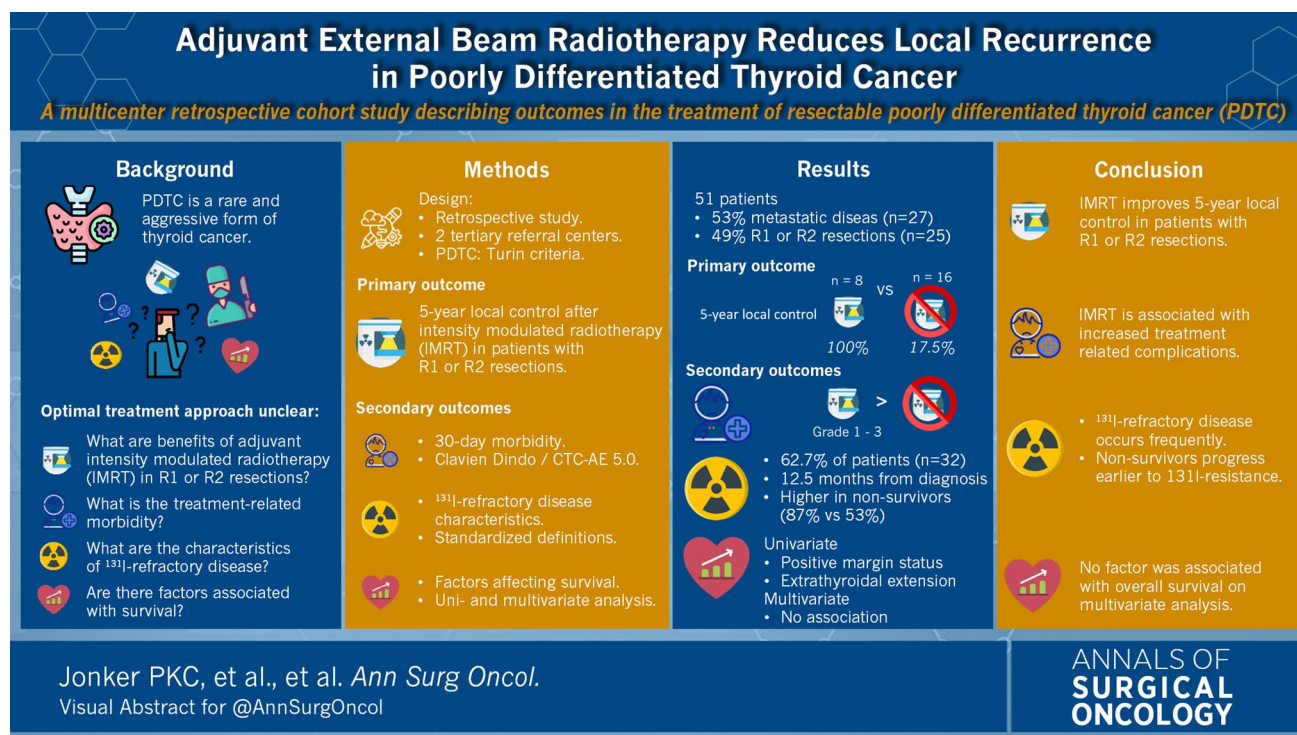 Adjuvant External Beam Radiotherapy Reduces Local Recurrence
in Poorly Differentiated Thyroid Cancer
A multicenter retrospective cohort study describing outcomes in the treatment of resectable poorly differentiated thyroid cancer (PDTC)
Background
PDTC is a rare and
aggressive form of
thyroid cancer.
? ? ? ?
Optimal treatment approach unclear:
What are benefits of adjuvant
intensity modulated radiotherapy
(IMRT) in R1 or R2 resections?
What is the treatment-related
morbidity?
What are the characteristics
of ¹³¹I-refractory disease?
Are there factors associated
with survival?
Methods
Design:
• Retrospective study.
• 2 tertiary referral centers.
• PDTC: Turin criteria.
Primary outcome
5-year local control after
intensity modulated radiotherapy
(IMRT) in patients with
R1 or R2 resections.
Secondary outcomes
• 30-day morbidity.
• Clavien Dindo / CTC-AE 5.0.
• ¹³¹I-refractory disease
characteristics.
• Standardized definitions.
• Factors affecting survival.
• Uni- and multivariate analysis.
Results
51 patients
• 53% metastatic diseas (n=27)
• 49% R1 or R2 resections (n=25)
Primary outcome
n = 8 vs n = 16
5-year local control
100% 17.5%
Secondary outcomes
>
Grade 1 - 3
• 62.7% of patients (n=32)
• 12.5 months from diagnosis
• Higher in non-survivors
(87% vs 53%)
Univariate
• Positive margin status
• Extrathyroidal extension
Multivariate
• No association
Conclusion
IMRT improves 5-year local
control in patients with
R1 or R2 resections.
IMRT is associated with
increased treatment
related complications.
• ¹³¹I-refractory disease
occurs frequently.
• Non-survivors progress
earlier to 131I-resistance.
No factor was associated
with overall survival on
multivariate analysis.
Jonker PKC, et al., et al. Ann Surg Oncol.
Visual Abstract for @AnnSurgOncol
ANNALS OF
SURGICAL
ONCOLOGY